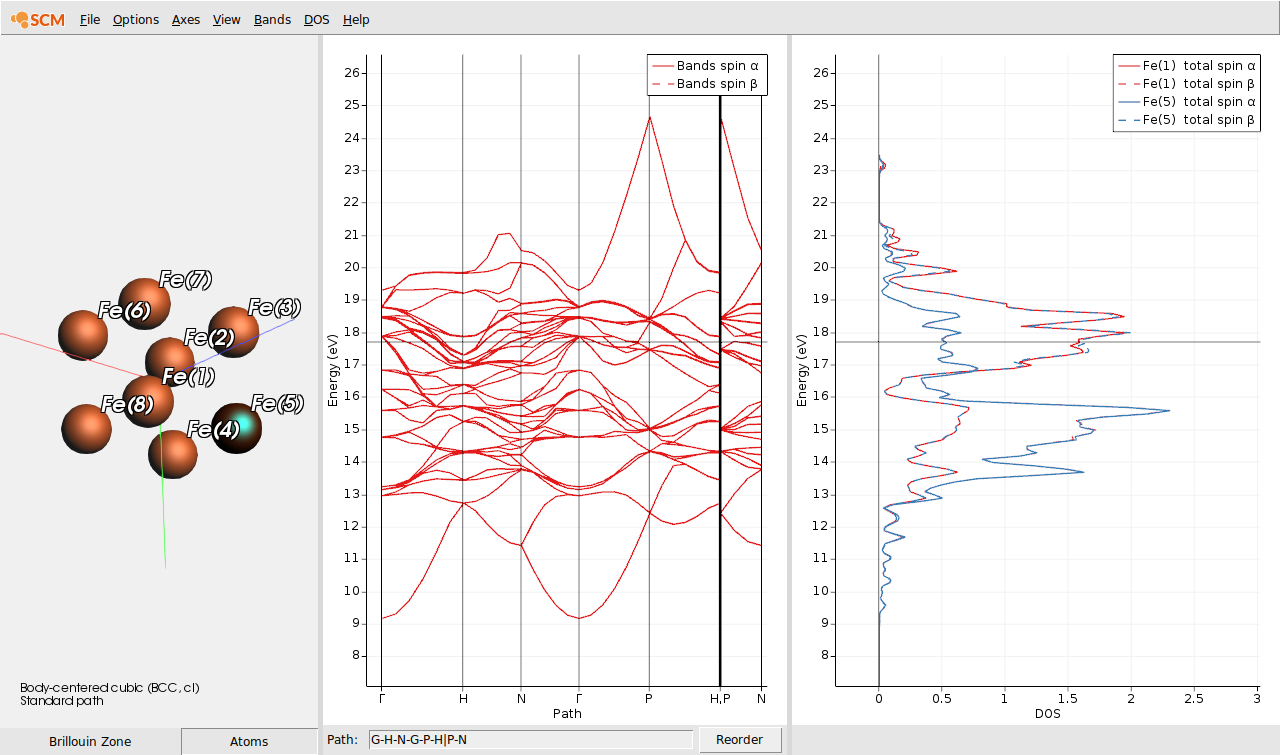 SCM File Options Axes View Bands DOS Help
Fe(7)
Fe(6)
Fe(3)
Fe(2)
Fe(1)
Fe(8)
Fe(5)
Fe(4)
Body-centered cubic (BCC, cI)
Standard path
Brillouin Zone Atoms
Bands spin α
Bands spin β
26
25
24
23
22
21
20
19
18
17
16
15
14
13
12
11
10
9
8
Energy (eV)
Γ H N Γ P H,P N
Path
Path: G-H-N-G-P-H|P-N Reorder
Fe(1) total spin α
Fe(1) total spin β
Fe(5) total spin α
Fe(5) total spin β
26
25
24
23
22
21
20
19
18
17
16
15
14
13
12
11
10
9
8
Energy (eV)
0 0.5 1 1.5 2 2.5 3
DOS